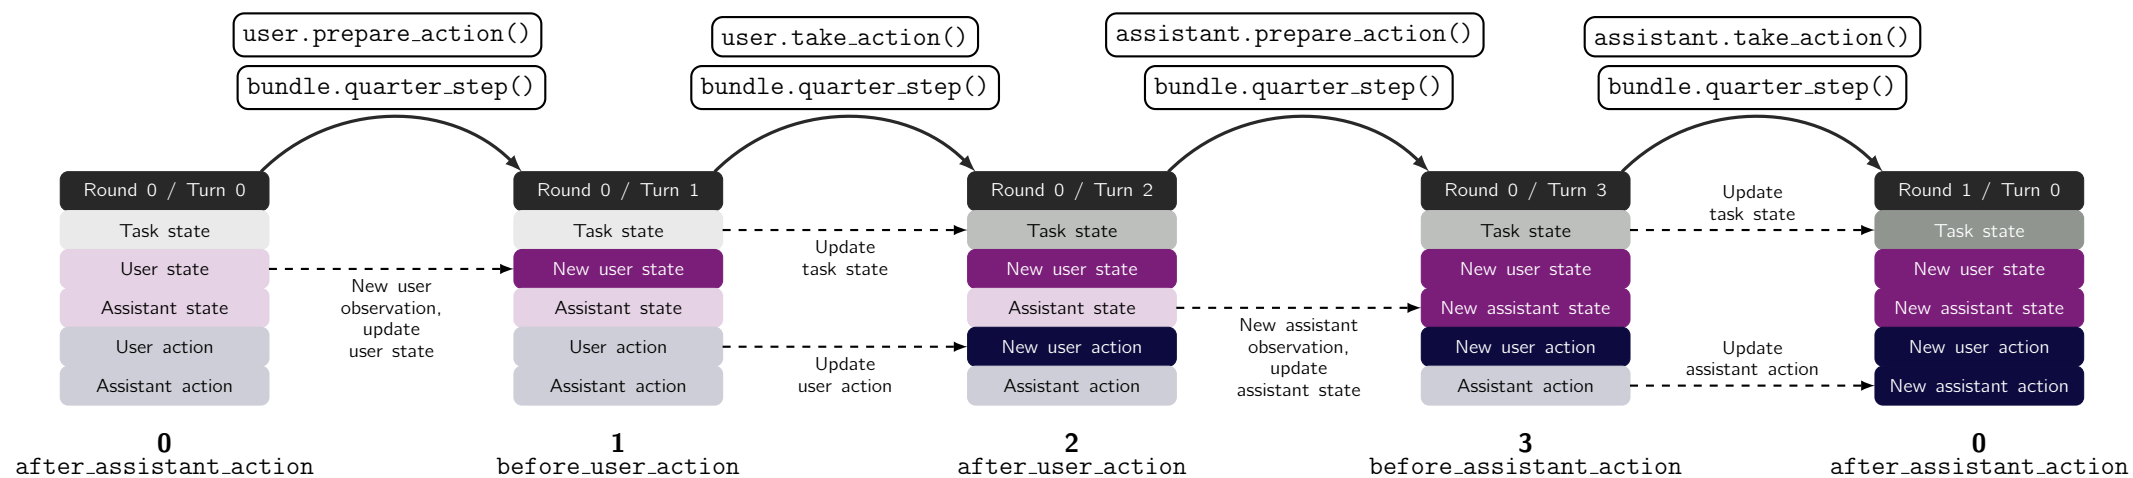 user.prepare_action()
bundle.quarter_step()
user.take_action()
bundle.quarter_step()
assistant.prepare_action()
bundle.quarter_step()
assistant.take_action()
bundle.quarter_step()
Round 0 / Turn 0
Task state
User state
Assistant state
User action
Assistant action
0
after_assistant_action
New user
observation,
update
user state
Round 0 / Turn 1
Task state
New user state
Assistant state
User action
Assistant action
1
before_user_action
Update
task state
Update
user action
Round 0 / Turn 2
Task state
New user state
Assistant state
New user action
Assistant action
2
after_user_action
New assistant
observation,
update
assistant state
Round 0 / Turn 3
Task state
New user state
New assistant state
New user action
Assistant action
3
before_assistant_action
Update
task state
Update
assistant action
Round 1 / Turn 0
Task state
New user state
New assistant state
New user action
New assistant action
0
after_assistant_action